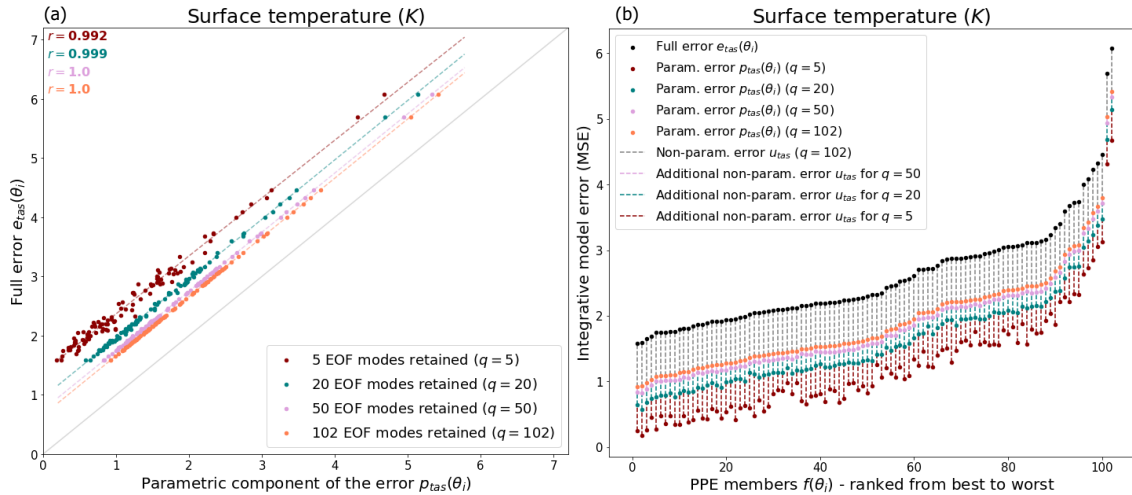 (a)
Surface temperature (K)
r = 0.992
r = 0.999
r = 1.0
r = 1.0
7
6
5
4
3
2
1
0
Full error e_tas(θ_i)
5 EOF modes retained (q = 5)
20 EOF modes retained (q = 20)
50 EOF modes retained (q = 50)
102 EOF modes retained (q = 102)
0 1 2 3 4 5 6 7
Parametric component of the error p_tas(θ_i)
(b)
Surface temperature (K)
Full error e_tas(θ_i)
Param. error p_tas(θ_i) (q = 5)
Param. error p_tas(θ_i) (q = 20)
Param. error p_tas(θ_i) (q = 50)
Param. error p_tas(θ_i) (q = 102)
Non-param. error u_tas (q = 102)
Additional non-param. error u_tas for q = 50
Additional non-param. error u_tas for q = 20
Additional non-param. error u_tas for q = 5
6
5
4
3
2
1
0
Integrative model error (MSE)
0 20 40 60 80 100
PPE members f(θ_i) - ranked from best to worst